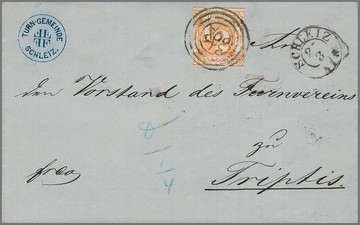 TURN-GEMEINDE
SCHLEIZ.
An
SCHLEIZ
den Vorstand des Turnvereins
zu
frco
Triptis.